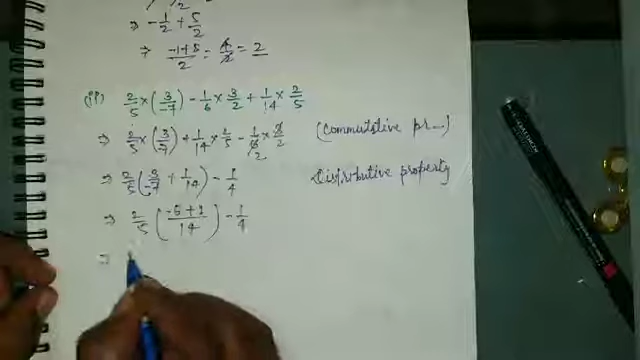 ⇒ -1/2 + 5/2
⇒ -1+5/2 = 4/2 = 2
(ii) 2/5 × (3/-7) - 1/6 × 3/2 + 1/14 × 2/5
⇒ 2/5 × (3/-7) + 1/14 × 2/5 - 1/6 × 3/2 (Commutative pr...)
2
⇒ 2/5 (3/-7 + 1/14) - 1/4 Distributive property
⇒ 2/5 (-6+1/14) - 1/4
⇒